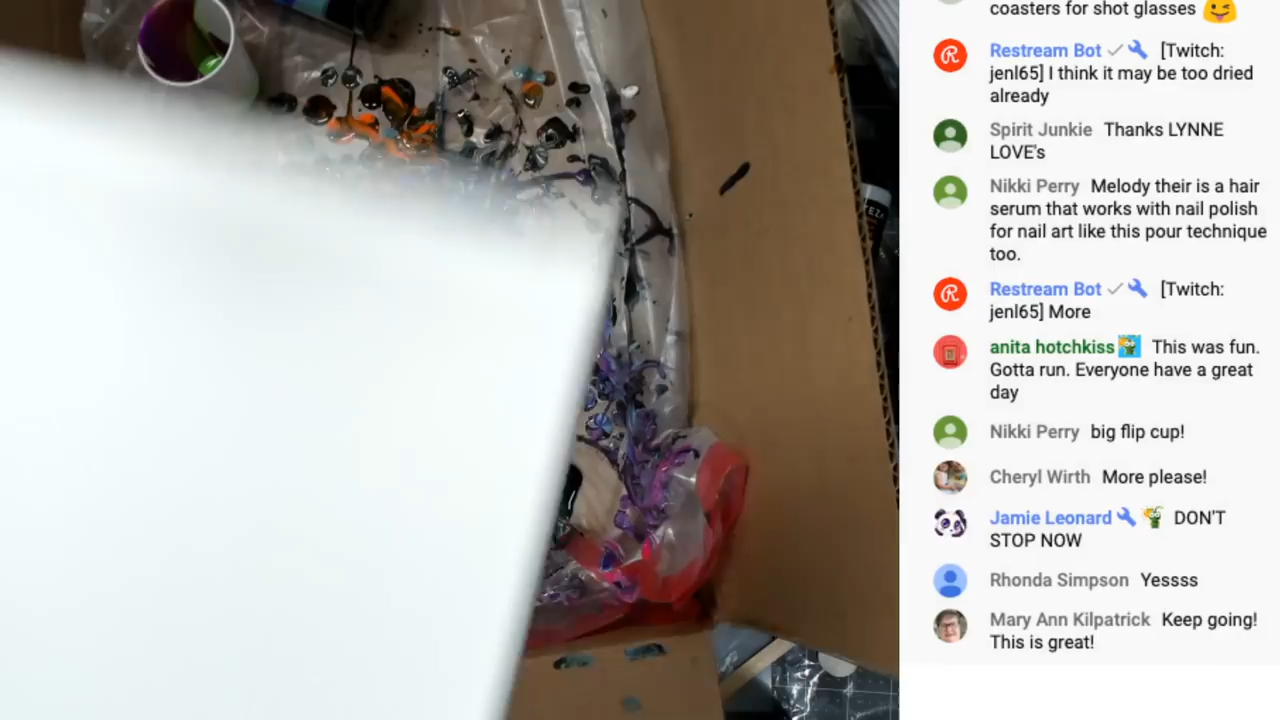 coasters for shot glasses 😜
Restream Bot [Twitch:
jenl65] I think it may be too dried
already
Spirit Junkie Thanks LYNNE
LOVE's
Nikki Perry Melody their is a hair
serum that works with nail polish
for nail art like this pour technique
too.
Restream Bot [Twitch:
jenl65] More
anita hotchkiss This was fun.
Gotta run. Everyone have a great
day
Nikki Perry big flip cup!
Cheryl Wirth More please!
Jamie Leonard DON'T
STOP NOW
Rhonda Simpson Yessss
Mary Ann Kilpatrick Keep going!
This is great!